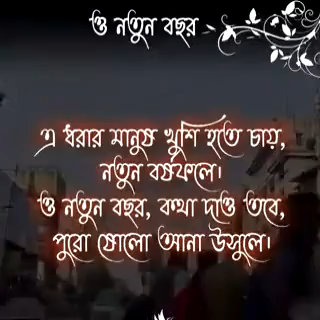 ও নতুন বছর
এ ধরার মানুষ খুশি হতে চায়,
নতুন বর্ষফলে।
ও নতুন বছর, কথা দাও তবে,
পুরো ষোলো আনা উসুলে।